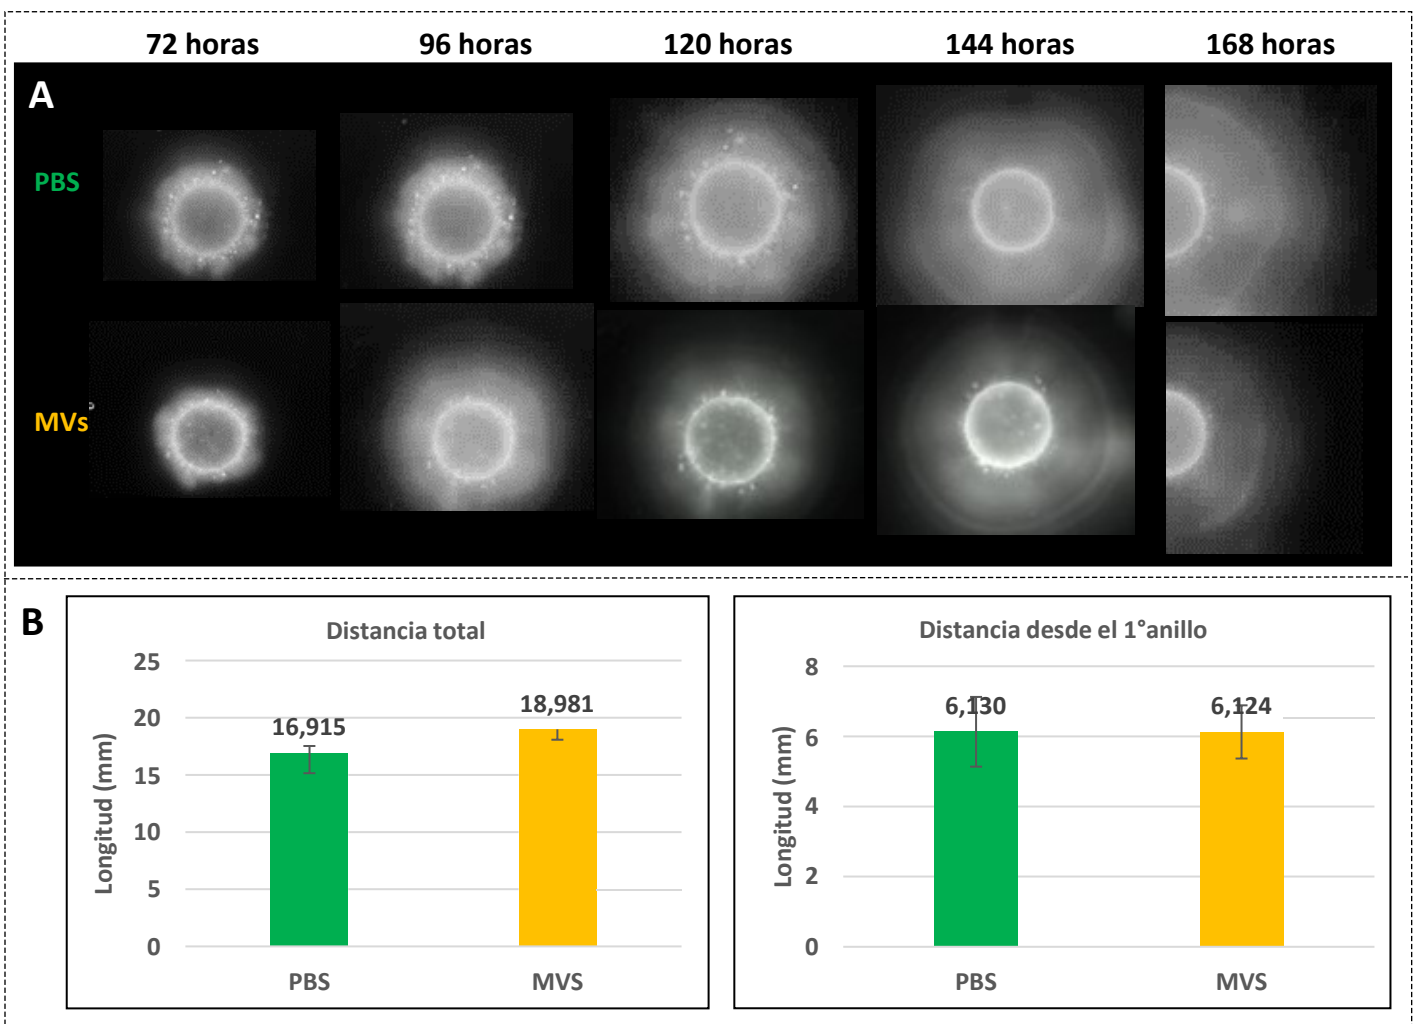 72 horas 96 horas 120 horas 144 horas 168 horas
A
PBS
MVs
B
Distancia total
Longitud (mm)
25
20
15
10
5
0
16,915
18,981
PBS MVS
Distancia desde el 1°anillo
Longitud (mm)
8
6
4
2
0
6,130
6,124
PBS MVS